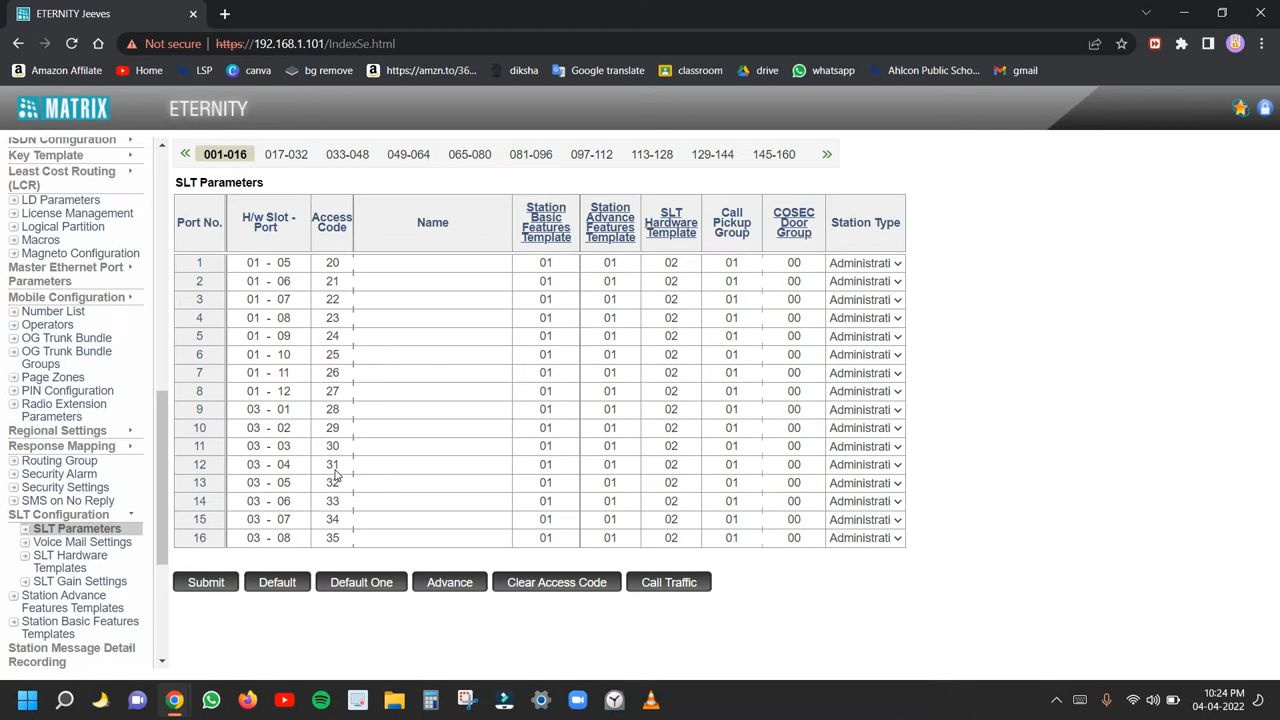 ETERNITY Jeeves
Not secure https://192.168.1.101/IndexSe.html
Amazon Affilate Home LSP canva bg remove https://amzn.to/36... diksha Google translate classroom drive whatsapp Ahlcon Public Scho... gmail
MATRIX ETERNITY
ISDN Configuration
Key Template
Least Cost Routing
(LCR)
LD Parameters
License Management
Logical Partition
Macros
Magneto Configuration
Master Ethernet Port
Parameters
Mobile Configuration
Number List
Operators
OG Trunk Bundle
OG Trunk Bundle
Groups
Page Zones
PIN Configuration
Radio Extension
Parameters
Regional Settings
Response Mapping
Routing Group
Security Alarm
Security Settings
SMS on No Reply
SLT Configuration
SLT Parameters
Voice Mail Settings
SLT Hardware
Templates
SLT Gain Settings
Station Advance
Features Templates
Station Basic Features
Templates
Station Message Detail
Recording
001-016 017-032 033-048 049-064 065-080 081-096 097-112 113-128 129-144 145-160
SLT Parameters
Port No. H/w Slot - Port Access Code Name Station Basic Features Template Station Advance Features Template SLT Hardware Template Call Pickup Group COSEC Door Group Station Type
1 01 - 05 20 01 01 02 01 00 Administrati
2 01 - 06 21 01 01 02 01 00 Administrati
3 01 - 07 22 01 01 02 01 00 Administrati
4 01 - 08 23 01 01 02 01 00 Administrati
5 01 - 09 24 01 01 02 01 00 Administrati
6 01 - 10 25 01 01 02 01 00 Administrati
7 01 - 11 26 01 01 02 01 00 Administrati
8 01 - 12 27 01 01 02 01 00 Administrati
9 03 - 01 28 01 01 02 01 00 Administrati
10 03 - 02 29 01 01 02 01 00 Administrati
11 03 - 03 30 01 01 02 01 00 Administrati
12 03 - 04 31 01 01 02 01 00 Administrati
13 03 - 05 32 01 01 02 01 00 Administrati
14 03 - 06 33 01 01 02 01 00 Administrati
15 03 - 07 34 01 01 02 01 00 Administrati
16 03 - 08 35 01 01 02 01 00 Administrati
Submit Default Default One Advance Clear Access Code Call Traffic
10:24 PM
04-04-2022